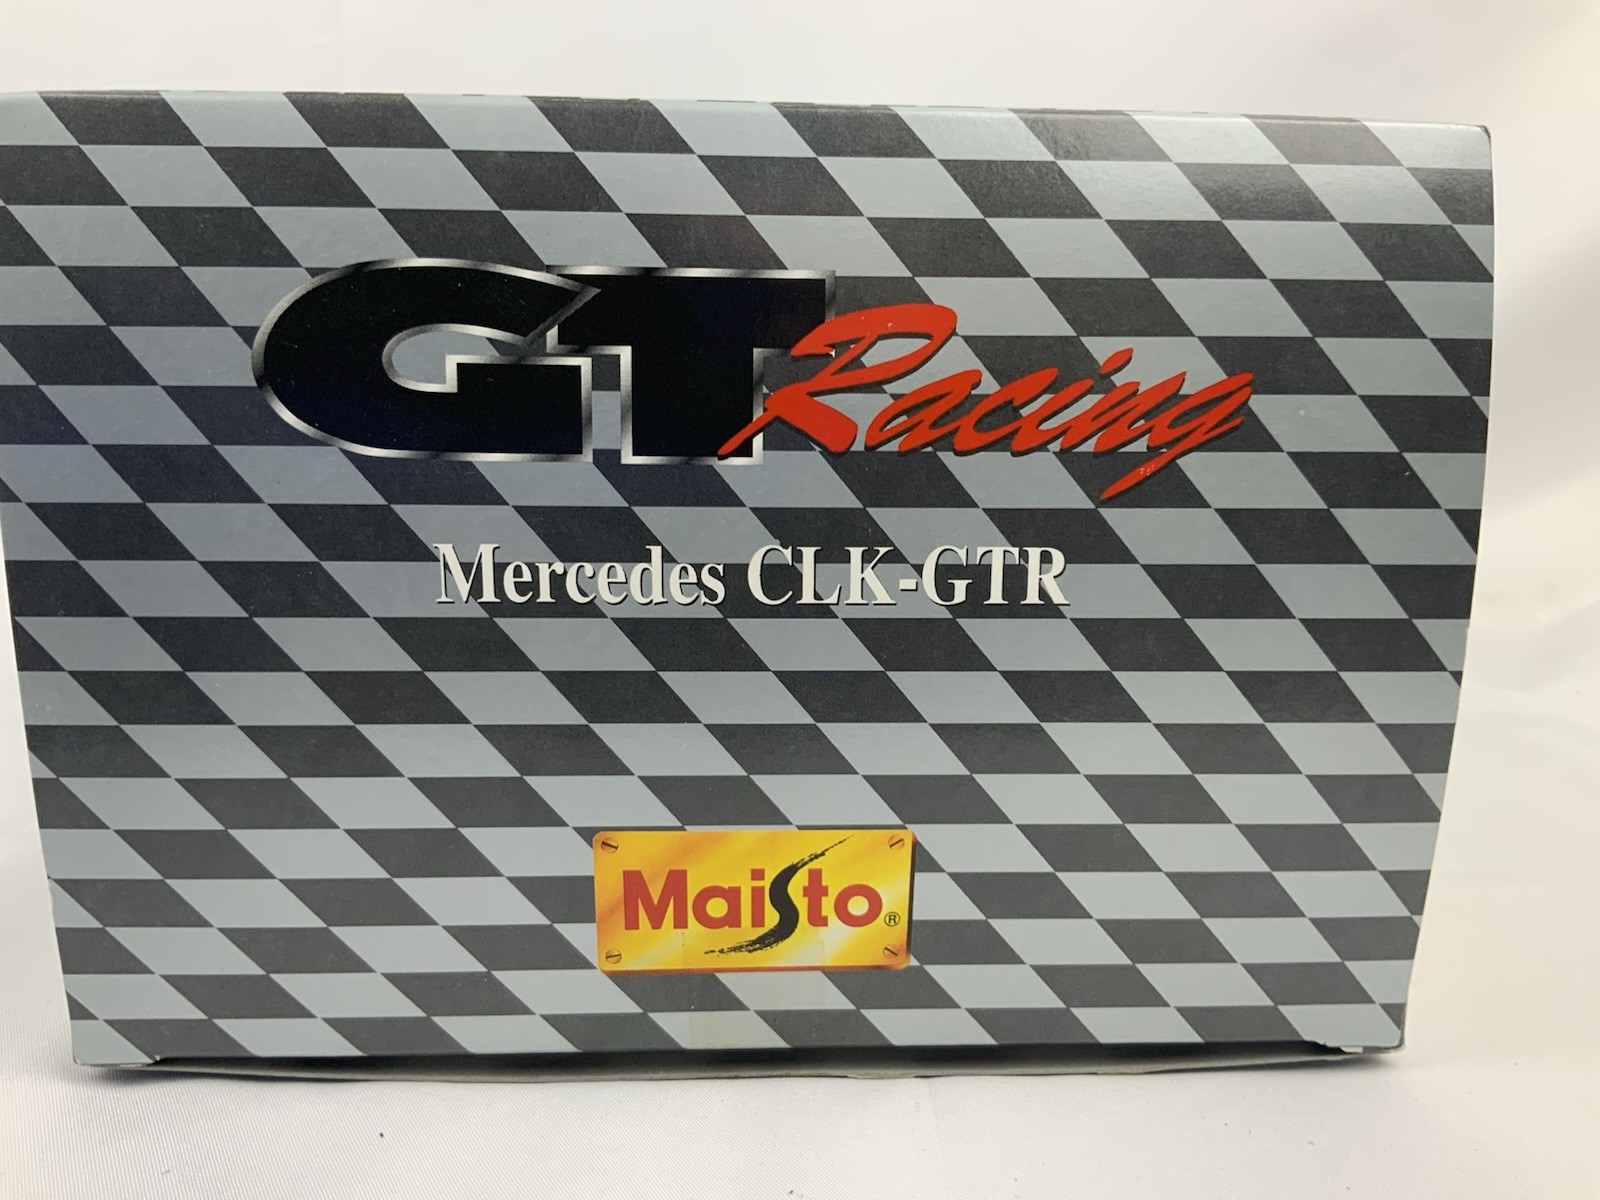 GT Racing
Mercedes CLK-GTR
Maisto®